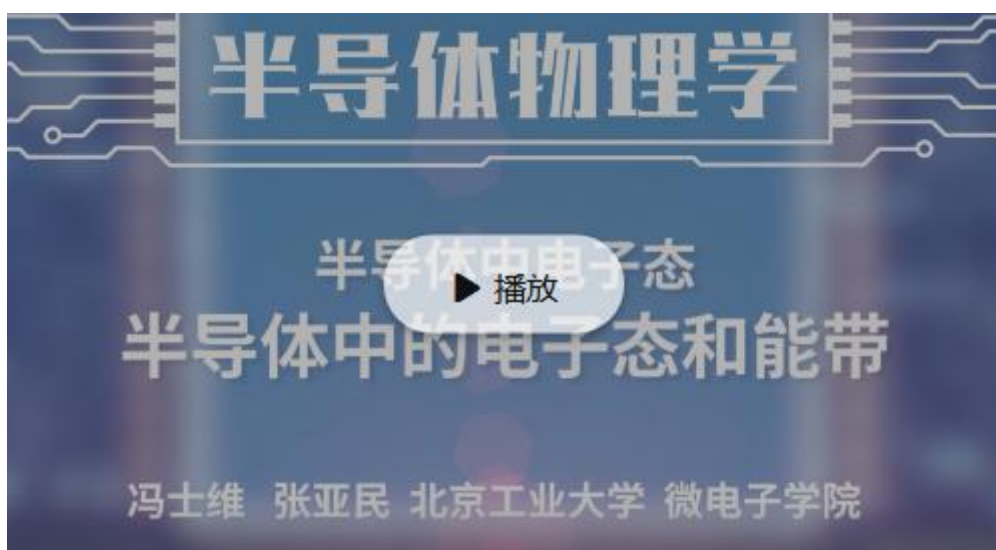 半导体物理学
半导体中电子态
播放
半导体中的电子态和能带
冯士维 张亚民 北京工业大学 微电子学院